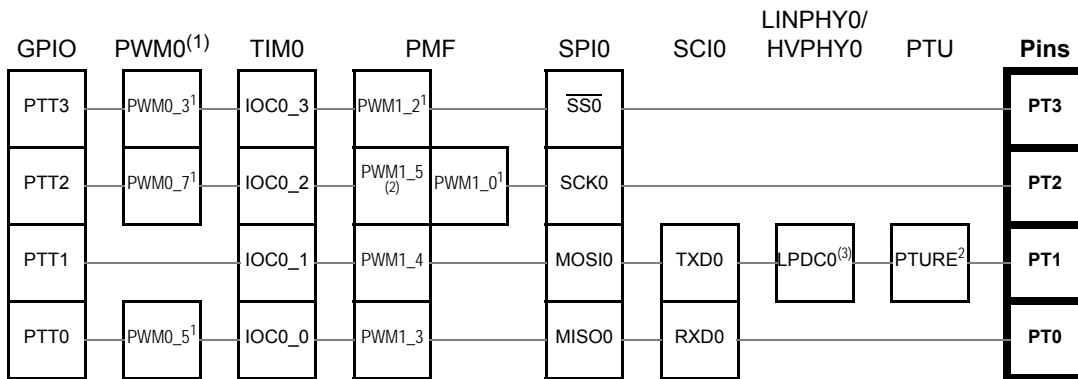 LINPHY0/
GPIO PWM0(1) TIM0 PMF SPI0 SCI0 HVPHY0 PTU Pins
PTT3 PWM0_3¹ IOC0_3 PWM1_2¹ SS0 PT3
PTT2 PWM0_7¹ IOC0_2 PWM1_5 PWM1_0¹ SCK0 PT2
(2)
PTT1 IOC0_1 PWM1_4 MOSI0 TXD0 LPDC0(3) PTURE² PT1
PTT0 PWM0_5¹ IOC0_0 PWM1_3 MISO0 RXD0 PT0